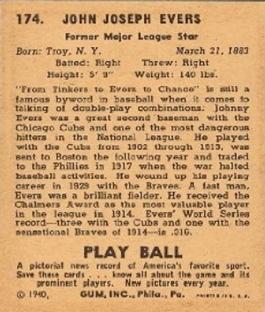 174. JOHN JOSEPH EVERS
Former Major League Star
Born: Troy, N. Y. March 21, 1883
Batted: Right Threw: Right
Height: 5' 9" Weight: 140 lbs.
"From Tinkers to Evers to Chance" is still a
famous byword in baseball when it comes to
talking of double-play combinations. Johnny
Evers was a great second baseman with the
Chicago Cubs and one of the most dangerous
hitters in the National League. He played
with the Cubs from 1902 through 1913, was
sent to Boston the following year and traded
to the Phillies in 1917 when the war halted
baseball activities. He wound up his playing
career in 1929 with the Braves. A fast man,
Evers was a brilliant fielder. He received the
Chalmers Award as the most valuable player
in the league in 1914. Evers' World Series
record—three with the Cubs and one with the
sensational Braves of 1914—is .316.
PLAY BALL
A pictorial news record of America's favorite sport.
Save these cards . . . know all about the game and its
prominent players. New pictures every year.
© 1940, GUM, INC., Phila., Pa. PRINTED IN U. S. A.